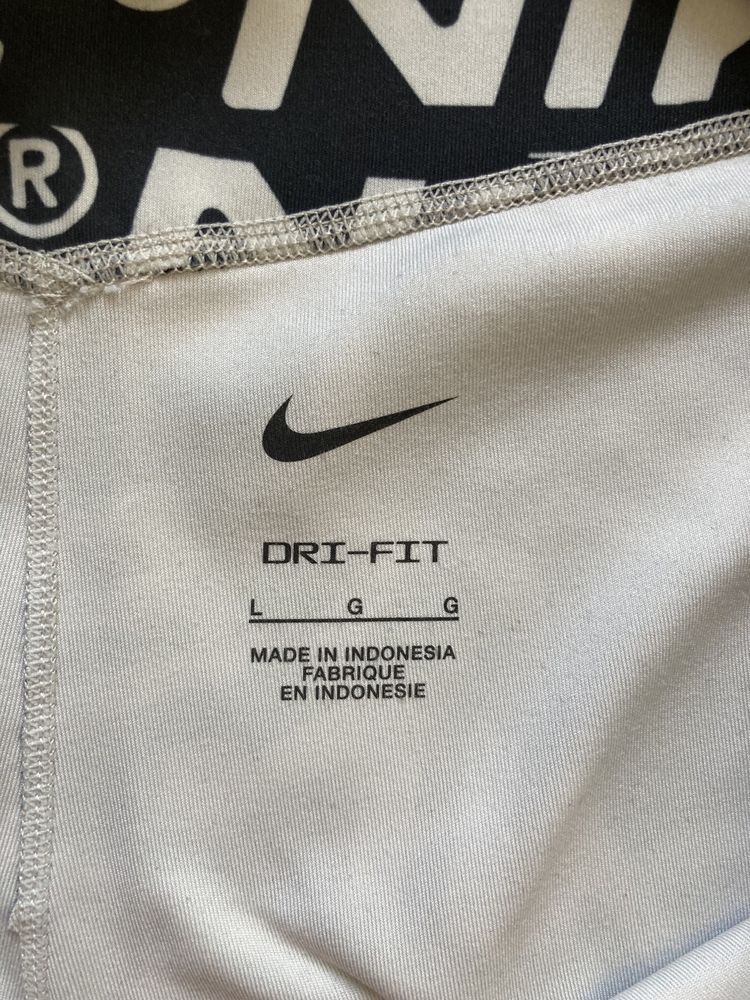 ®
DRI-FIT
L G G
MADE IN INDONESIA
FABRIQUE
EN INDONESIE